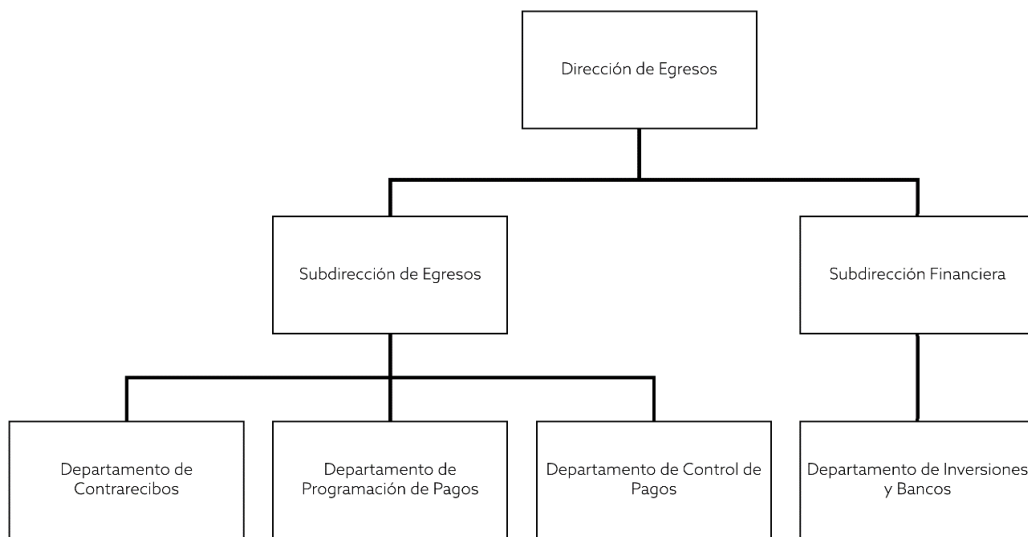 Dirección de Egresos
Subdirección de Egresos
Subdirección Financiera
Departamento de
Contrarecibos
Departamento de
Programación de Pagos
Departamento de Control de
Pagos
Departamento de Inversiones
y Bancos